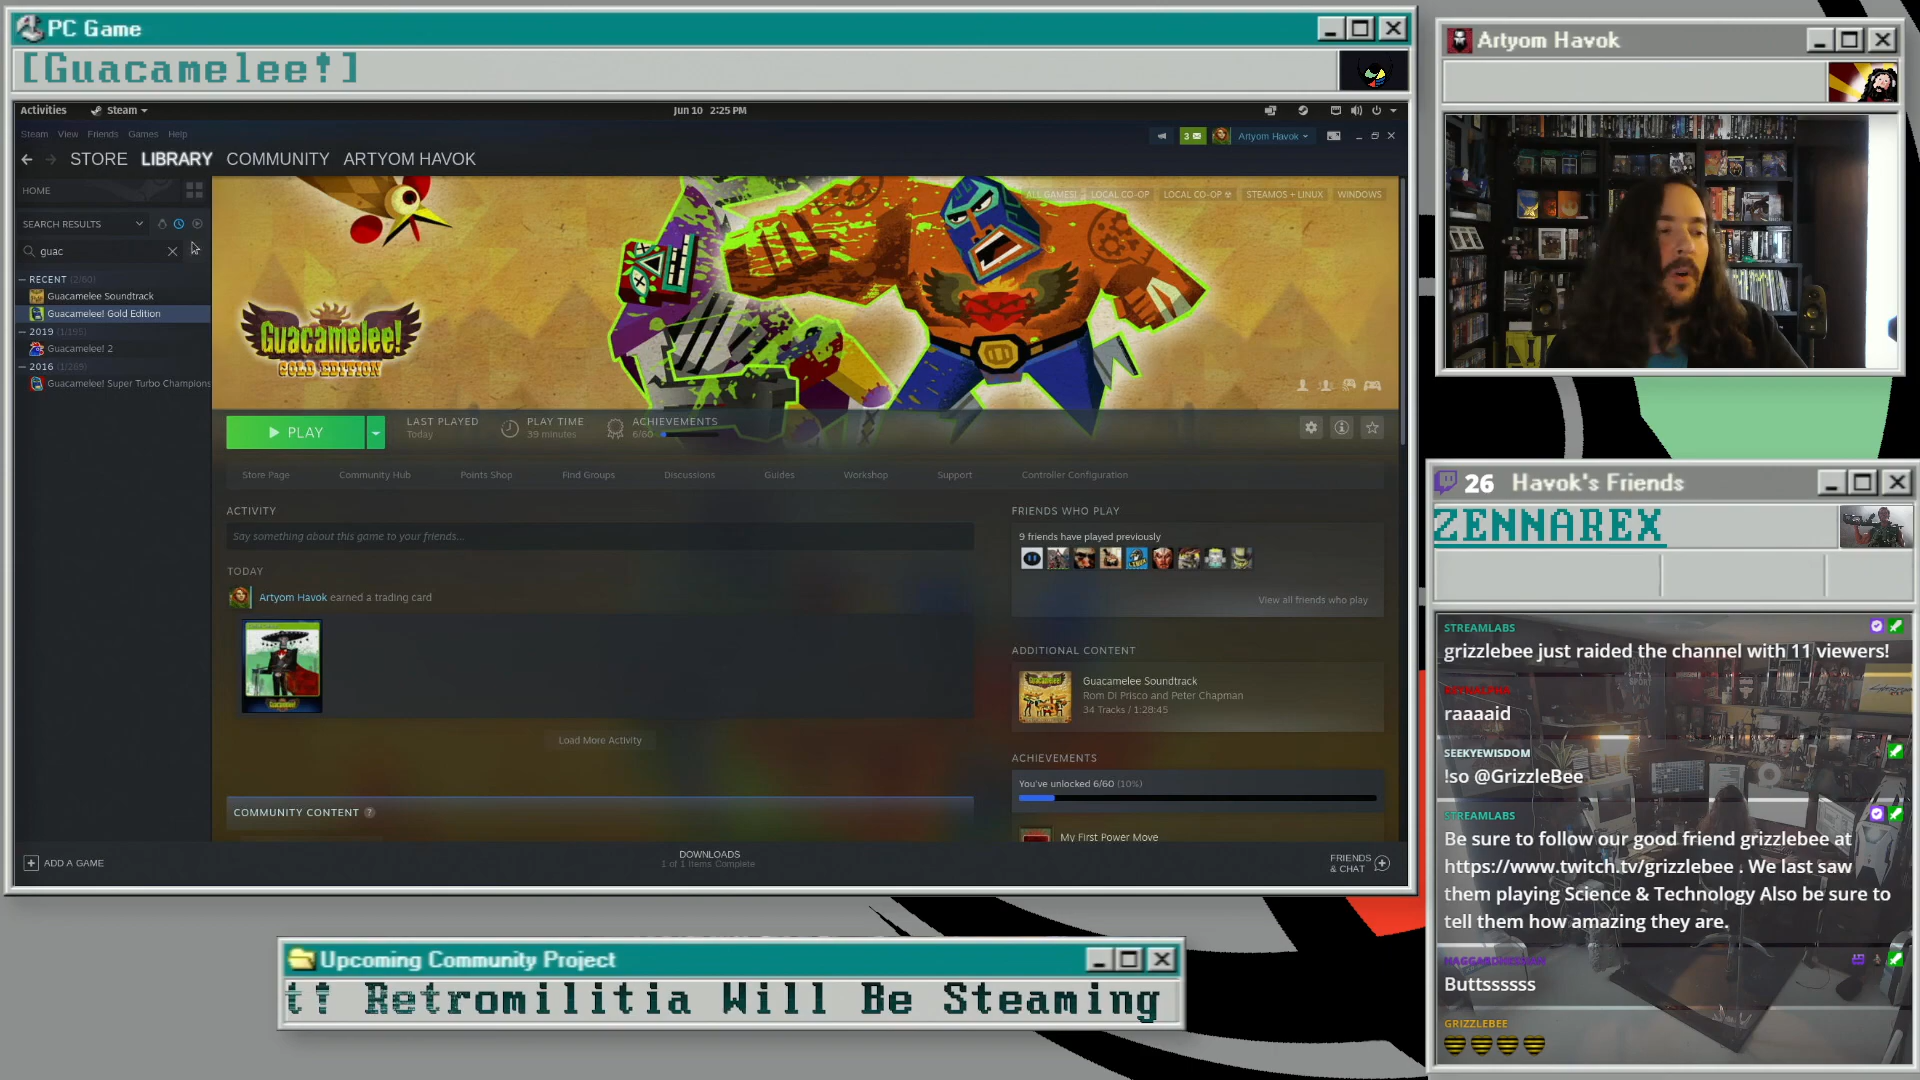 PC Game
[Guacamelee!]
Activities
Steam
Jun 10 2:25 PM
Steam View Friends Games Help
3
Artyom Havok
STORE LIBRARY COMMUNITY ARTYOM HAVOK
HOME
SEARCH RESULTS
guac
RECENT (2/60)
Guacamelee Soundtrack
Guacamelee! Gold Edition
2019 (1/195)
Guacamelee! 2
2016 (1/265)
Guacamelee! Super Turbo Champions
ALL GAMES! LOCAL CO-OP LOCAL CO-OP STEAMOS + LINUX WINDOWS
Guacamelee!
GOLD EDITION
PLAY
LAST PLAYED
Today
PLAY TIME
39 minutes
ACHIEVEMENTS
6/60
Store Page Community Hub Points Shop Find Groups Discussions Guides Workshop Support Controller Configuration
ACTIVITY
Say something about this game to your friends...
TODAY
Artyom Havok earned a trading card
Load More Activity
COMMUNITY CONTENT ?
FRIENDS WHO PLAY
9 friends have played previously
View all friends who play
ADDITIONAL CONTENT
Guacamelee Soundtrack
Rom Di Prisco and Peter Chapman
34 Tracks / 1:28:45
ACHIEVEMENTS
You've unlocked 6/60 (10%)
My First Power Move
ADD A GAME
DOWNLOADS
1 of 1 Items Complete
FRIENDS
& CHAT
Upcoming Community Project
t! Retromilitia Will Be Steaming
Artyom Havok
26 Havok's Friends
ZENNAREX
STREAMLABS
grizzlebee just raided the channel with 11 viewers!
raaaaid
SEEKYEWISDOM
!so @GrizzleBee
STREAMLABS
Be sure to follow our good friend grizzlebee at
https://www.twitch.tv/grizzlebee . We last saw
them playing Science & Technology Also be sure to
tell them how amazing they are.
Buttssssss
GRIZZLEBEE